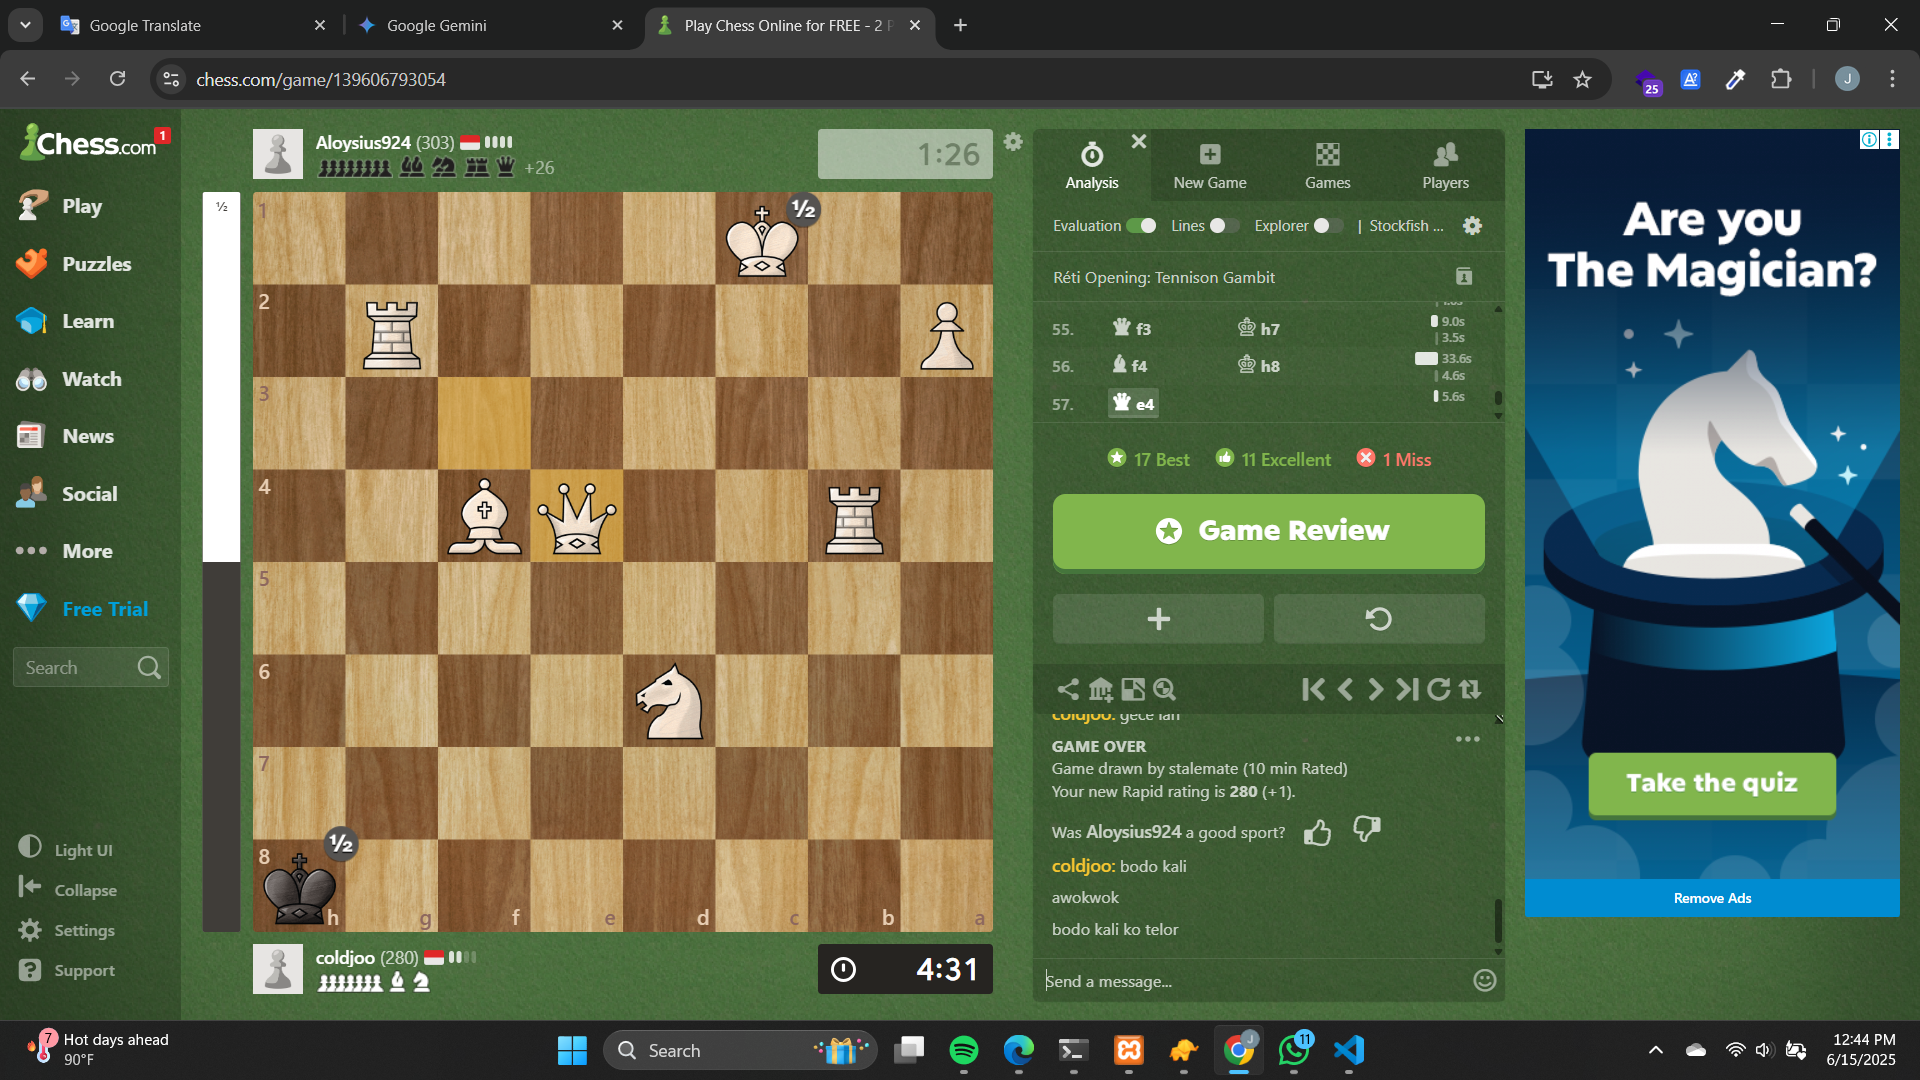 Google Translate
Google Gemini
Play Chess Online for FREE - 2 P
chess.com/game/139606793054
25
J
Chess.com
1
Play
Puzzles
Learn
Watch
News
Social
More
Free Trial
Search
Light UI
Collapse
Settings
Support
Aloysius924 (303)
+26
1:26
½
½
1
2
3
4
5
6
7
8
½
h
g
f
e
d
c
b
a
coldjoo (280)
4:31
Analysis
New Game
Games
Players
Evaluation
Lines
Explorer
| Stockfish ...
Réti Opening: Tennison Gambit
55. f3 h7 9.0s
3.5s
56. f4 h8 33.6s
4.6s
57. e4 5.6s
17 Best
11 Excellent
1 Miss
Game Review
coldjoo: gece lah
GAME OVER
Game drawn by stalemate (10 min Rated)
Your new Rapid rating is 280 (+1).
Was Aloysius924 a good sport?
coldjoo: bodo kali
awokwok
bodo kali ko telor
Send a message...
Are you
The Magician?
Take the quiz
Remove Ads
7
Hot days ahead
90°F
Search
J
11
12:44 PM
6/15/2025